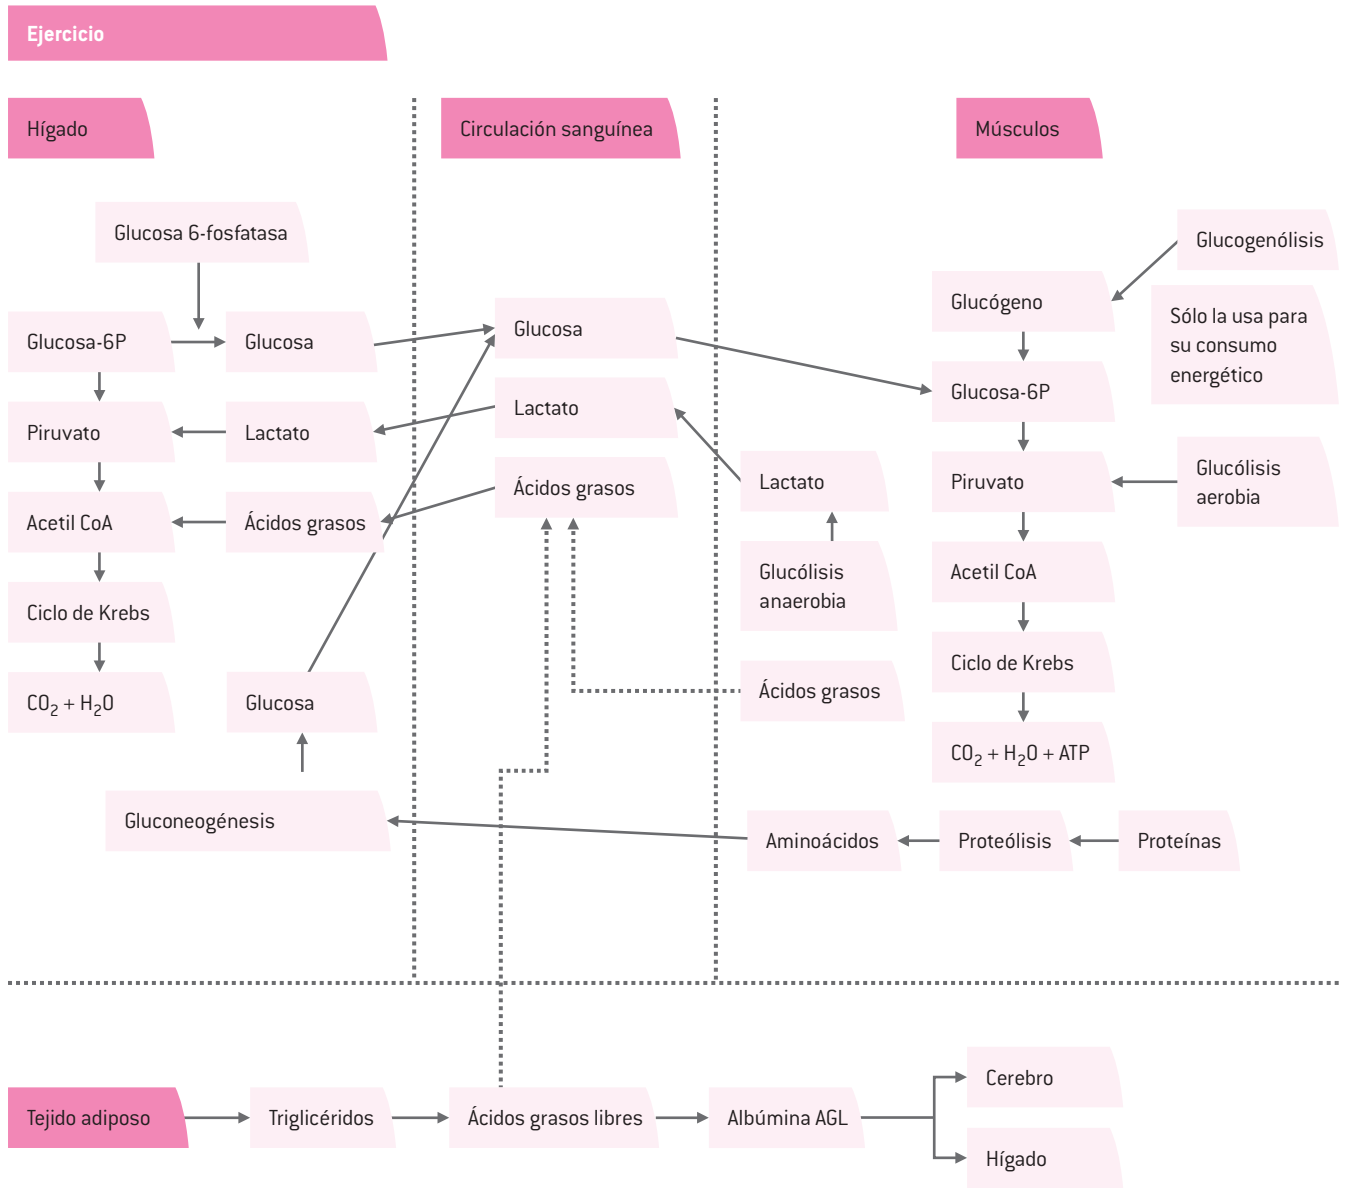 Ejercicio
Hígado
Circulación sanguínea
Músculos
Glucosa 6-fosfatasa
Glucosa-6P
Glucosa
Piruvato
Lactato
Acetil CoA
Ácidos grasos
Ciclo de Krebs
CO₂ + H₂O
Glucosa
Gluconeogénesis
Glucosa
Lactato
Ácidos grasos
Lactato
Glucólisis
anaerobia
Ácidos grasos
Glucógeno
Glucosa-6P
Piruvato
Acetil CoA
Ciclo de Krebs
CO₂ + H₂O + ATP
Glucogenólisis
Sólo la usa para
su consumo
energético
Glucólisis
aerobia
Aminoácidos
Proteólisis
Proteínas
Tejido adiposo
Triglicéridos
Ácidos grasos libres
Albúmina AGL
Cerebro
Hígado